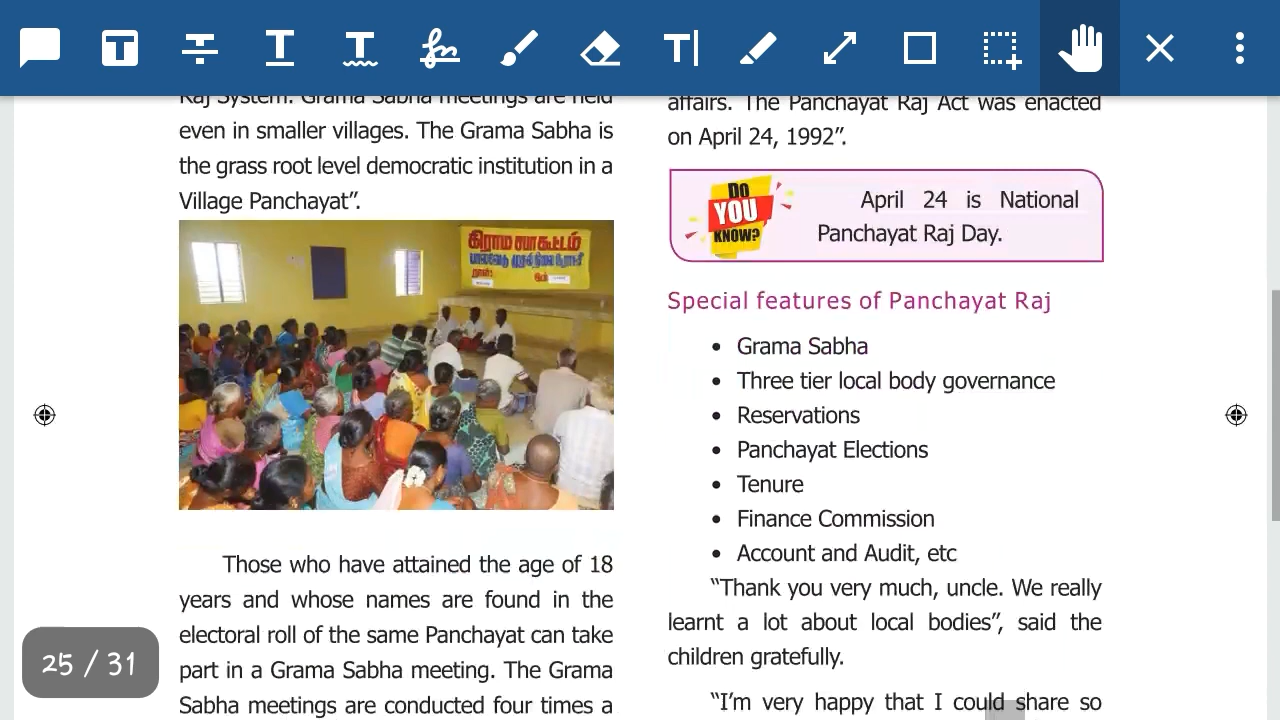 Raj System. Grama Sabha meetings are held
even in smaller villages. The Grama Sabha is
the grass root level democratic institution in a
Village Panchayat”.
கிராம சபா கூட்டம்
Those who have attained the age of 18
years and whose names are found in the
electoral roll of the same Panchayat can take
part in a Grama Sabha meeting. The Grama
Sabha meetings are conducted four times a
affairs. The Panchayat Raj Act was enacted
on April 24, 1992”.
DO
YOU
KNOW?
April 24 is National
Panchayat Raj Day.
Special features of Panchayat Raj
• Grama Sabha
• Three tier local body governance
• Reservations
• Panchayat Elections
• Tenure
• Finance Commission
• Account and Audit, etc
“Thank you very much, uncle. We really
learnt a lot about local bodies”, said the
children gratefully.
“I’m very happy that I could share so
25 / 31